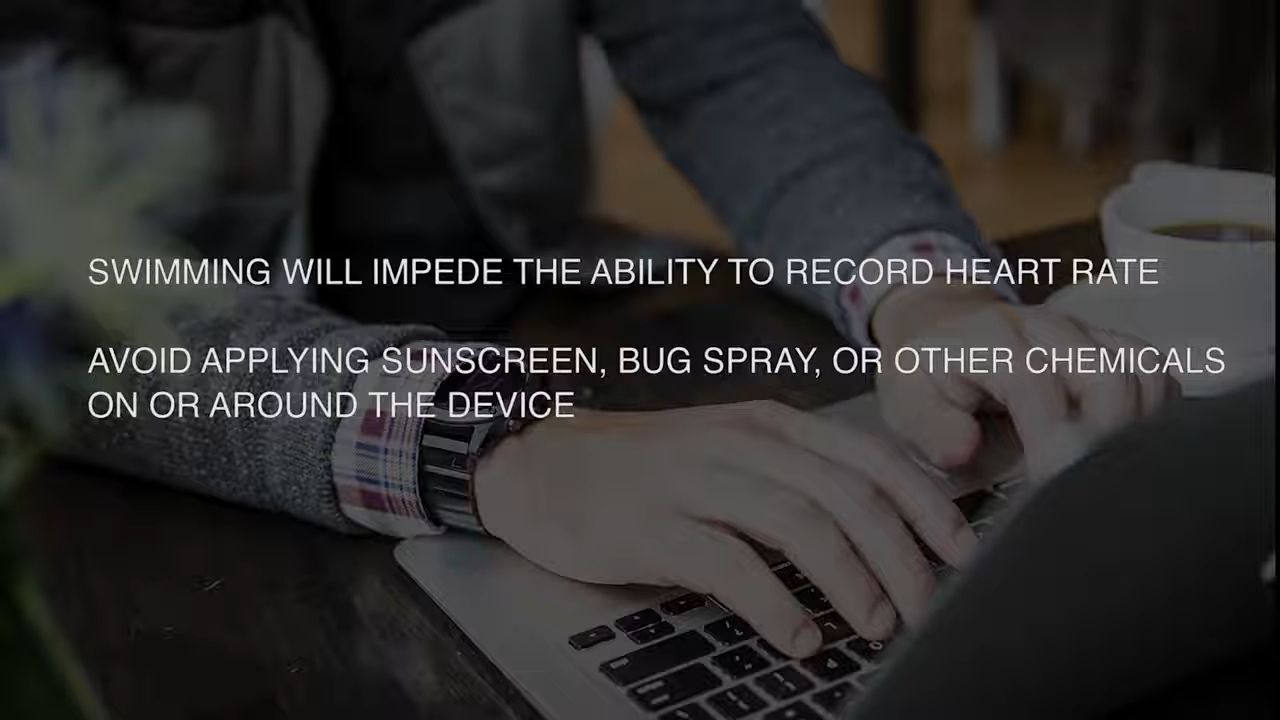 SWIMMING WILL IMPEDE THE ABILITY TO RECORD HEART RATE
AVOID APPLYING SUNSCREEN, BUG SPRAY, OR OTHER CHEMICALS
ON OR AROUND THE DEVICE